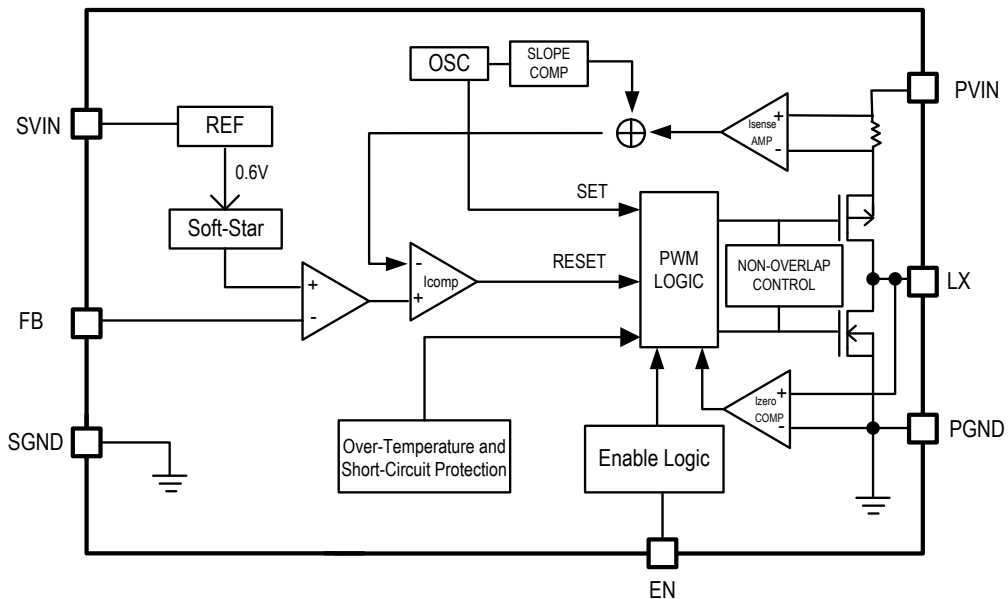 OSC
SLOPE
COMP
PVIN
SVIN
REF
Isense
AMP
+
-
0.6V
SET
Soft-Star
PWM
LOGIC
RESET
NON-OVERLAP
CONTROL
LX
-
+
Icomp
+
-
FB
Izero
COMP
+
-
SGND
PGND
Over-Temperature and
Short-Circuit Protection
Enable Logic
EN